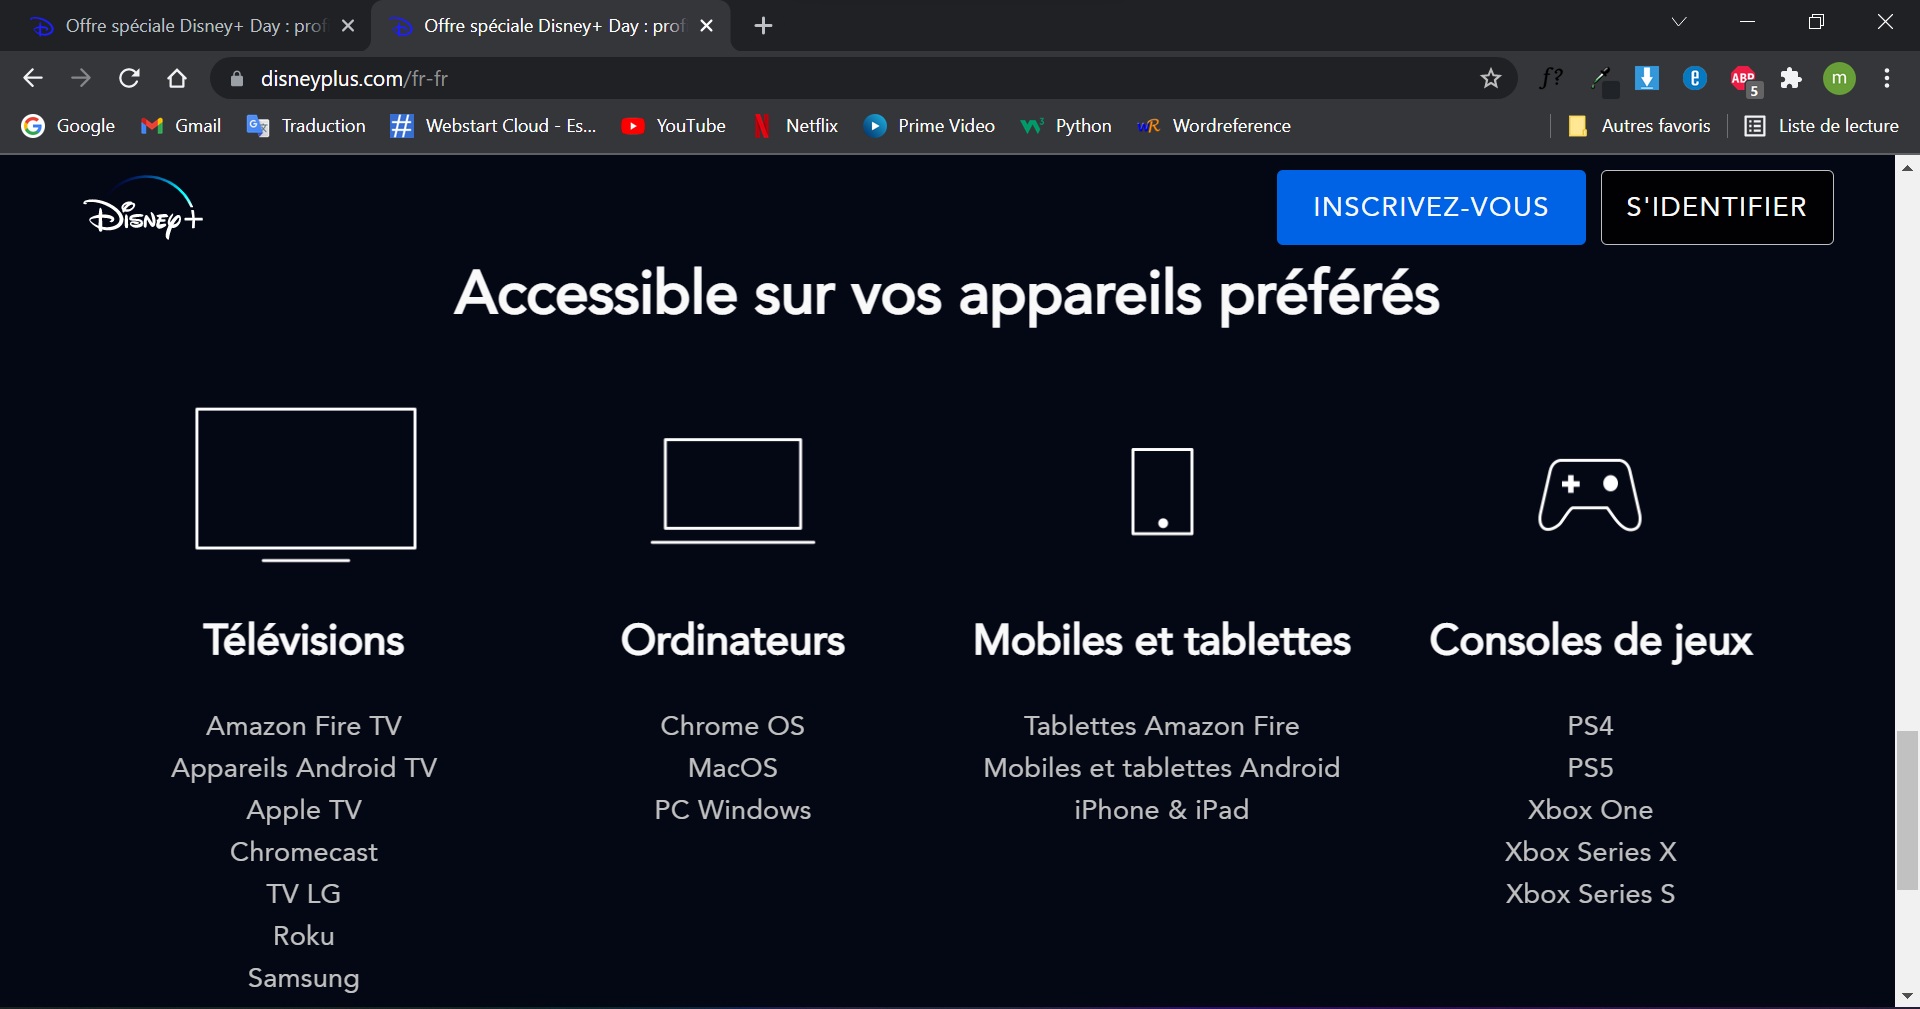 Offre spéciale Disney+ Day : prof
Offre spéciale Disney+ Day : prof
disneyplus.com/fr-fr
f?
e
ABP
5
m
Google
Gmail
Traduction
Webstart Cloud - Es...
YouTube
Netflix
Prime Video
Python
Wordreference
Autres favoris
Liste de lecture
Disney+
INSCRIVEZ-VOUS
S'IDENTIFIER
Accessible sur vos appareils préférés
Télévisions
Amazon Fire TV
Appareils Android TV
Apple TV
Chromecast
TV LG
Roku
Samsung
Ordinateurs
Chrome OS
MacOS
PC Windows
Mobiles et tablettes
Tablettes Amazon Fire
Mobiles et tablettes Android
iPhone & iPad
Consoles de jeux
PS4
PS5
Xbox One
Xbox Series X
Xbox Series S